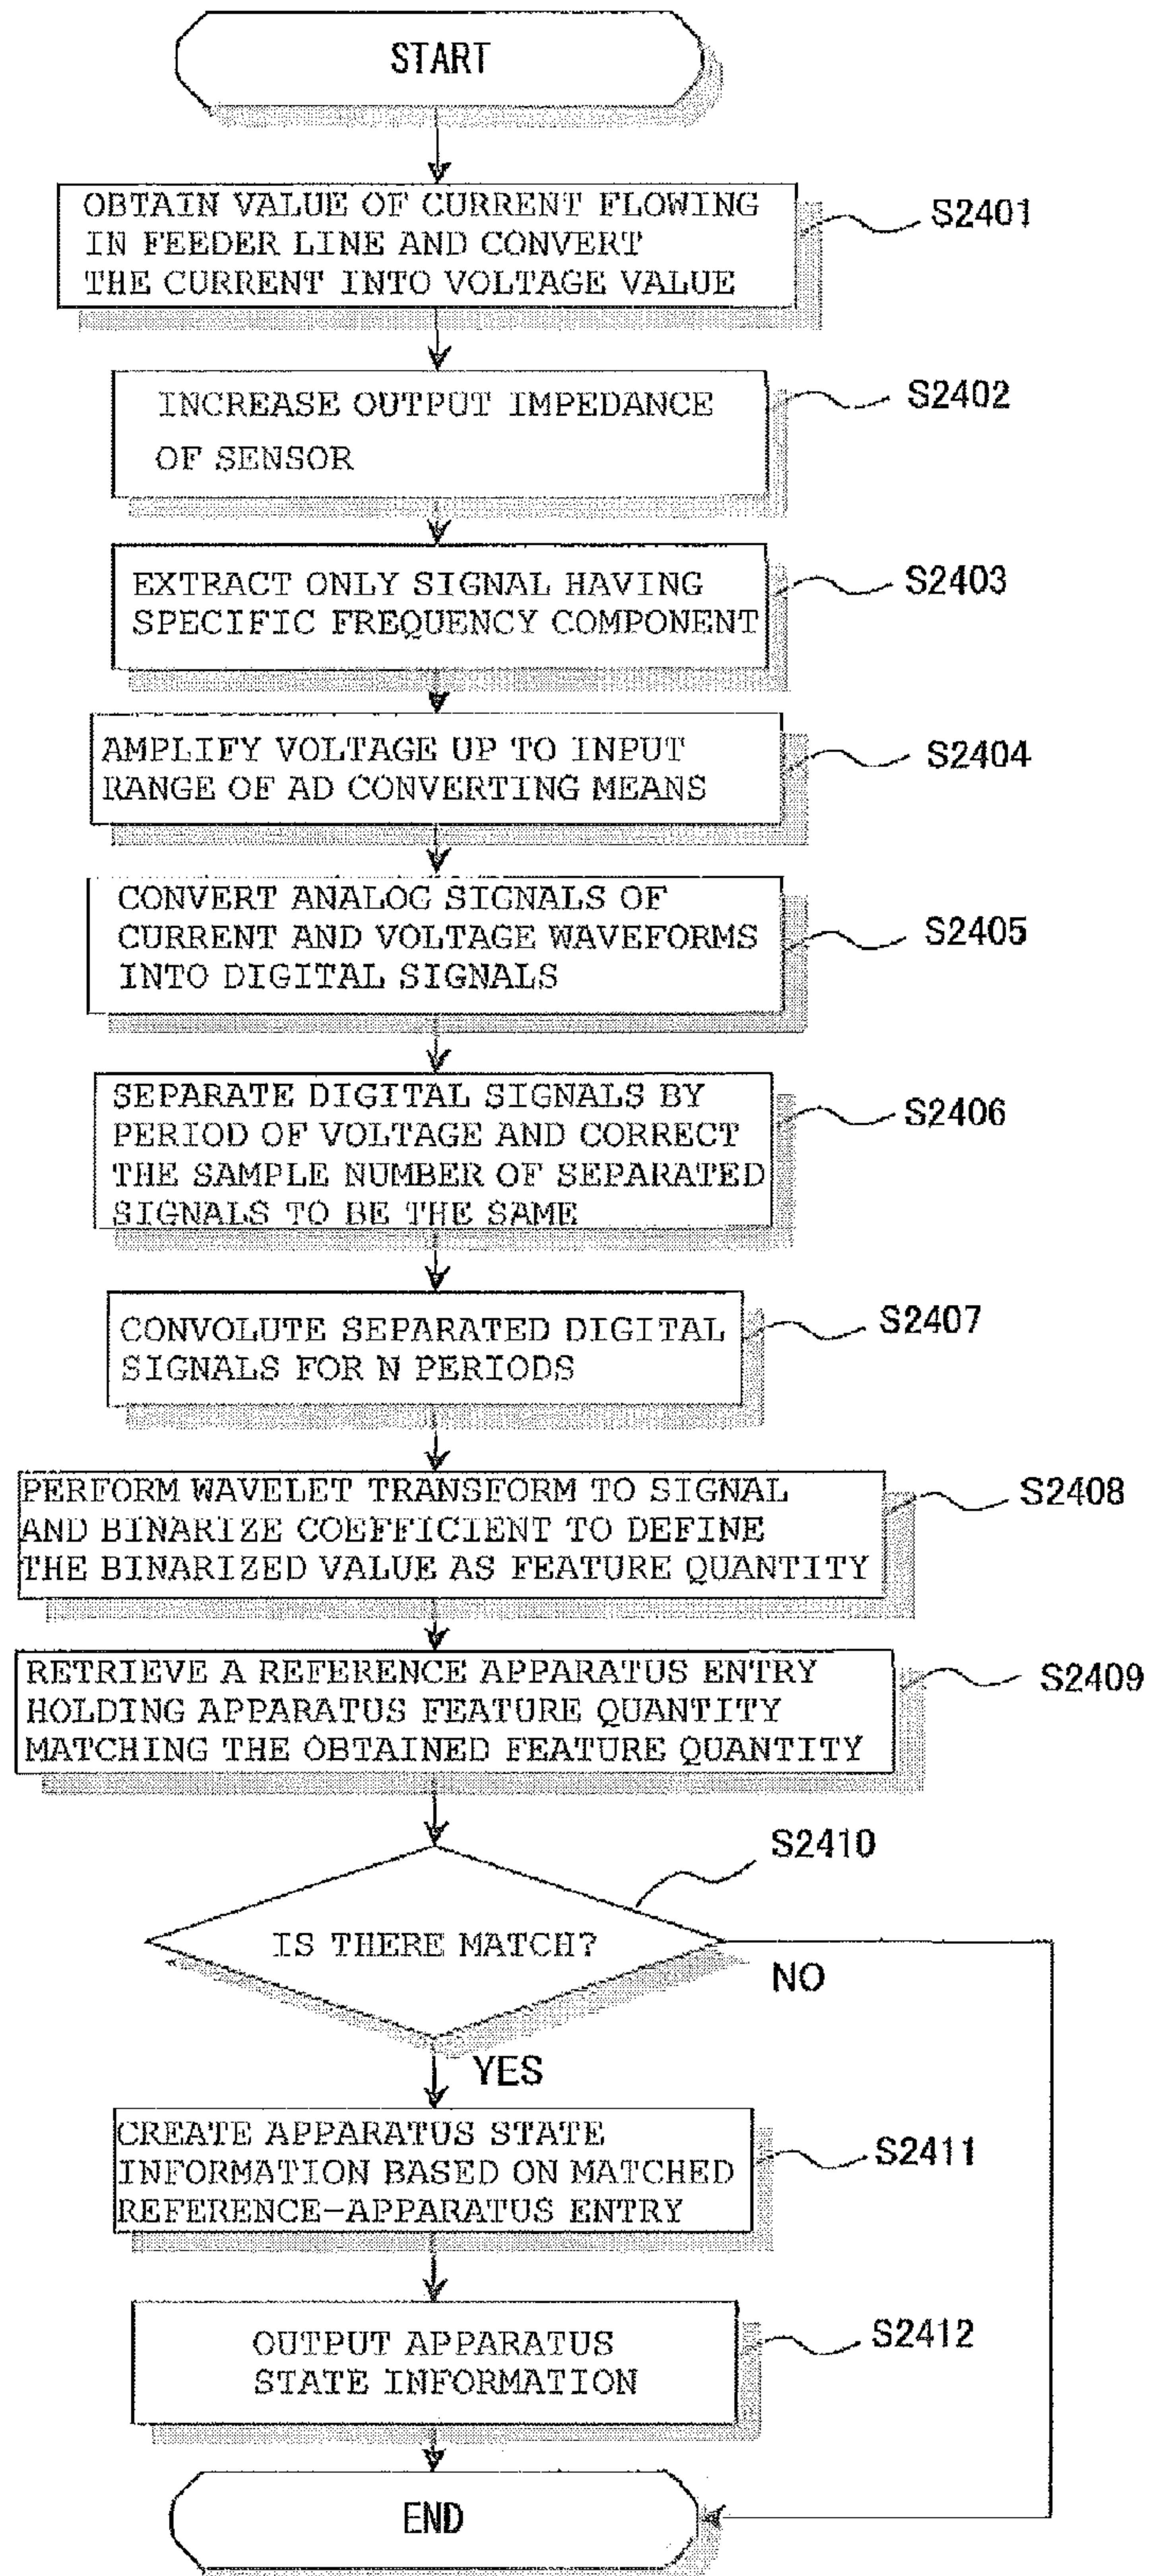 START
OBTAIN VALUE OF CURRENT FLOWING
IN FEEDER LINE AND CONVERT
THE CURRENT INTO VOLTAGE VALUE
S2401
INCREASE OUTPUT IMPEDANCE
OF SENSOR
S2402
EXTRACT ONLY SIGNAL HAVING
SPECIFIC FREQUENCY COMPONENT
S2403
AMPLIFY VOLTAGE UP TO INPUT
RANGE OF AD CONVERTING MEANS
S2404
CONVERT ANALOG SIGNALS OF
CURRENT AND VOLTAGE WAVEFORMS
INTO DIGITAL SIGNALS
S2405
SEPARATE DIGITAL SIGNALS BY
PERIOD OF VOLTAGE AND CORRECT
THE SAMPLE NUMBER OF SEPARATED
SIGNALS TO BE THE SAME
S2406
CONVOLUTE SEPARATED DIGITAL
SIGNALS FOR N PERIODS
S2407
PERFORM WAVELET TRANSFORM TO SIGNAL
AND BINARIZE COEFFICIENT TO DEFINE
THE BINARIZED VALUE AS FEATURE QUANTITY
S2408
RETRIEVE A REFERENCE APPARATUS ENTRY
HOLDING APPARATUS FEATURE QUANTITY
MATCHING THE OBTAINED FEATURE QUANTITY
S2409
S2410
IS THERE MATCH?
NO
YES
CREATE APPARATUS STATE
INFORMATION BASED ON MATCHED
REFERENCE-APPARATUS ENTRY
S2411
OUTPUT APPARATUS
STATE INFORMATION
S2412
END